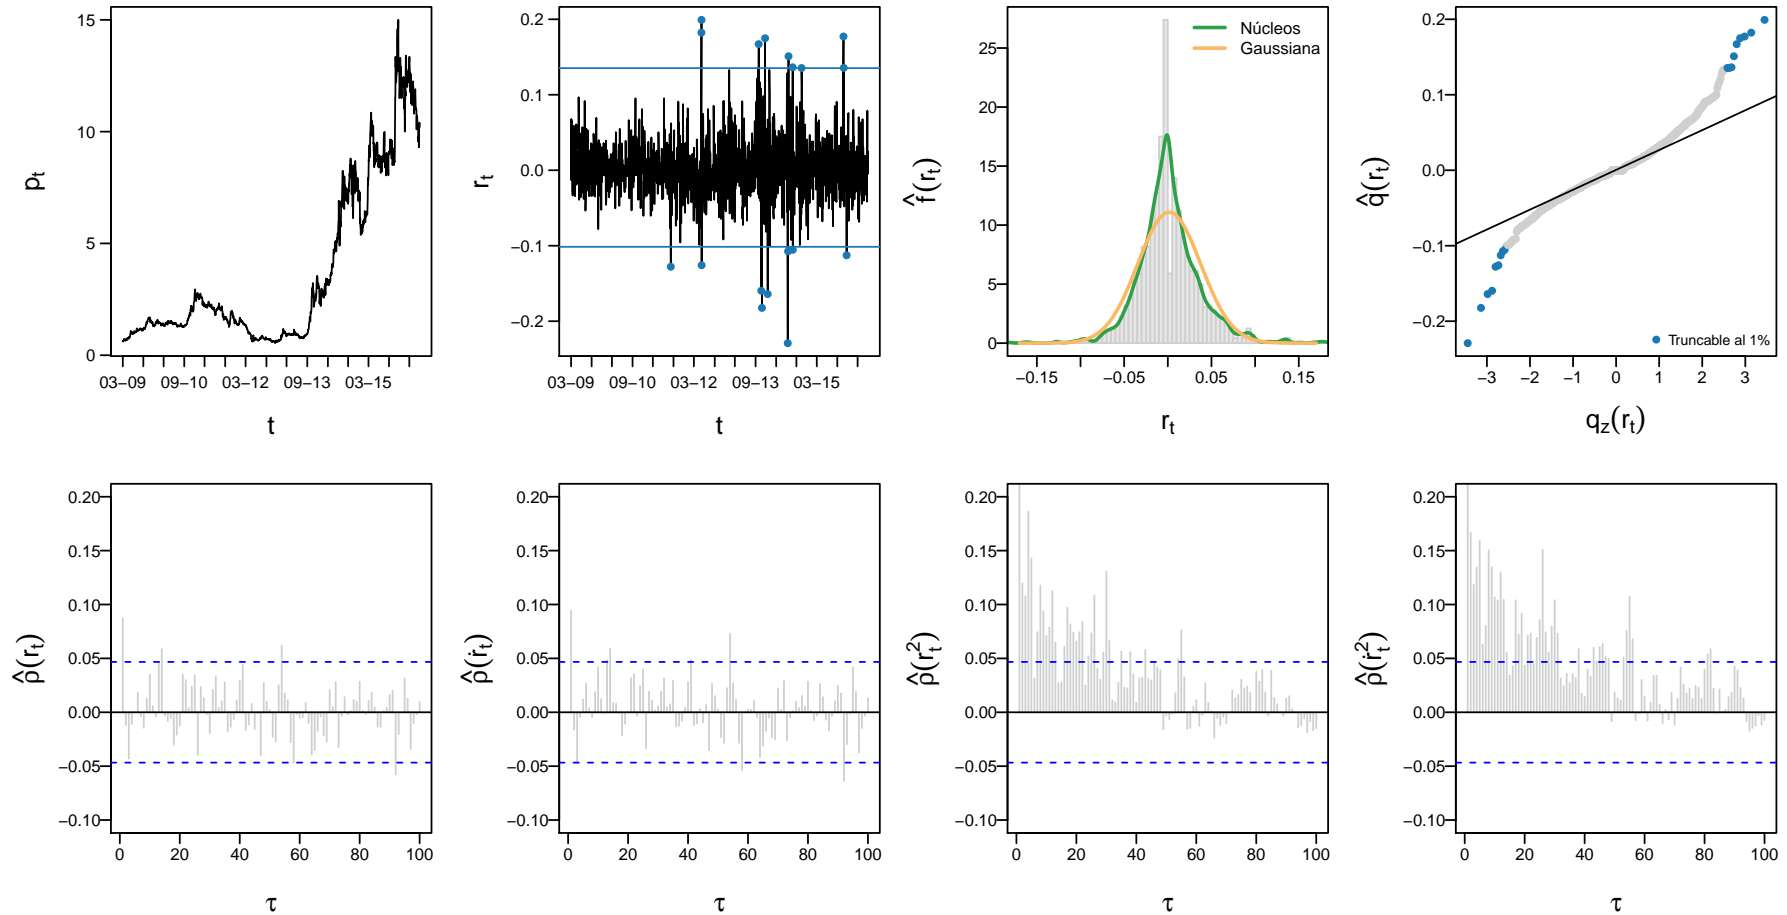 15
10
5
0
p_t
03−09 09−10 03−12 09−13 03−15
t
0.2
0.1
0.0
−0.1
−0.2
r_t
03−09 09−10 03−12 09−13 03−15
t
25
20
15
10
5
0
f̂(r_t)
Núcleos
Gaussiana
−0.15 −0.05 0.05 0.15
r_t
0.2
0.1
0.0
−0.1
−0.2
q̂(r_t)
Truncable al 1%
−3 −2 −1 0 1 2 3
q_z(r_t)
0.20
0.15
0.10
0.05
0.00
−0.05
−0.10
ρ̂(r_t)
0 20 40 60 80 100
τ
0.20
0.15
0.10
0.05
0.00
−0.05
−0.10
ρ̂(ṙ_t)
0 20 40 60 80 100
τ
0.20
0.15
0.10
0.05
0.00
−0.05
−0.10
ρ̂(r_t²)
0 20 40 60 80 100
τ
0.20
0.15
0.10
0.05
0.00
−0.05
−0.10
ρ̂(ṙ_t²)
0 20 40 60 80 100
τ